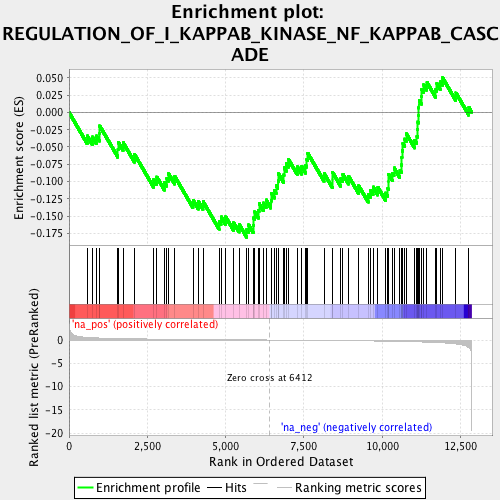 Enrichment plot:
REGULATION_OF_I_KAPPAB_KINASE_NF_KAPPAB_CASC
ADE
Enrichment score (ES)
0.050
0.025
0.000
-0.025
-0.050
-0.075
-0.100
-0.125
-0.150
-0.175
'na_pos' (positively correlated)
Ranked list metric (PreRanked)
0
-5
-10
-15
-20
Zero cross at 6412
'na_neg' (negatively correlated)
0
2,500
5,000
7,500
10,000
12,500
Rank in Ordered Dataset
Enrichment profile
Hits
Ranking metric scores